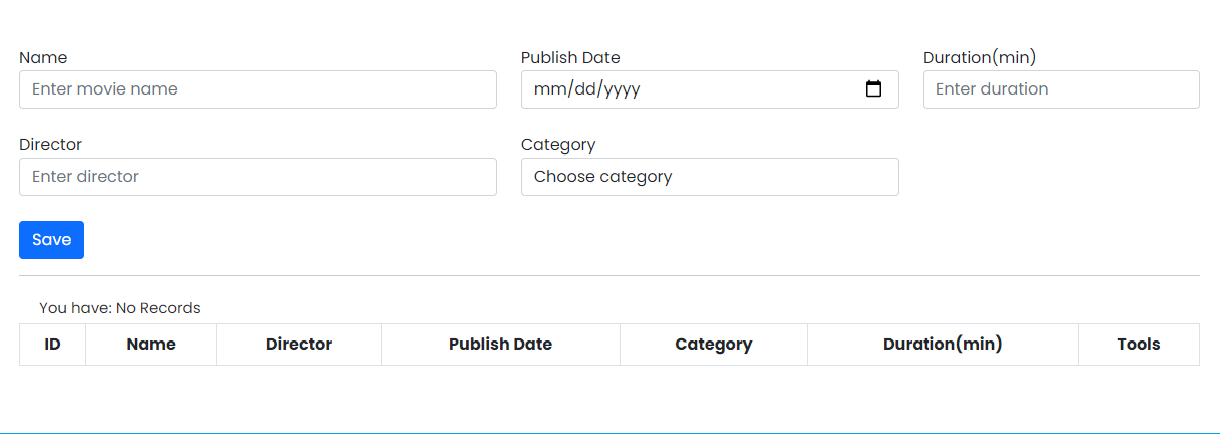 Name Publish Date Duration(min)
Enter movie name mm/dd/yyyy Enter duration
Director Category
Enter director Choose category
Save
You have: No Records
ID Name Director Publish Date Category Duration(min) Tools